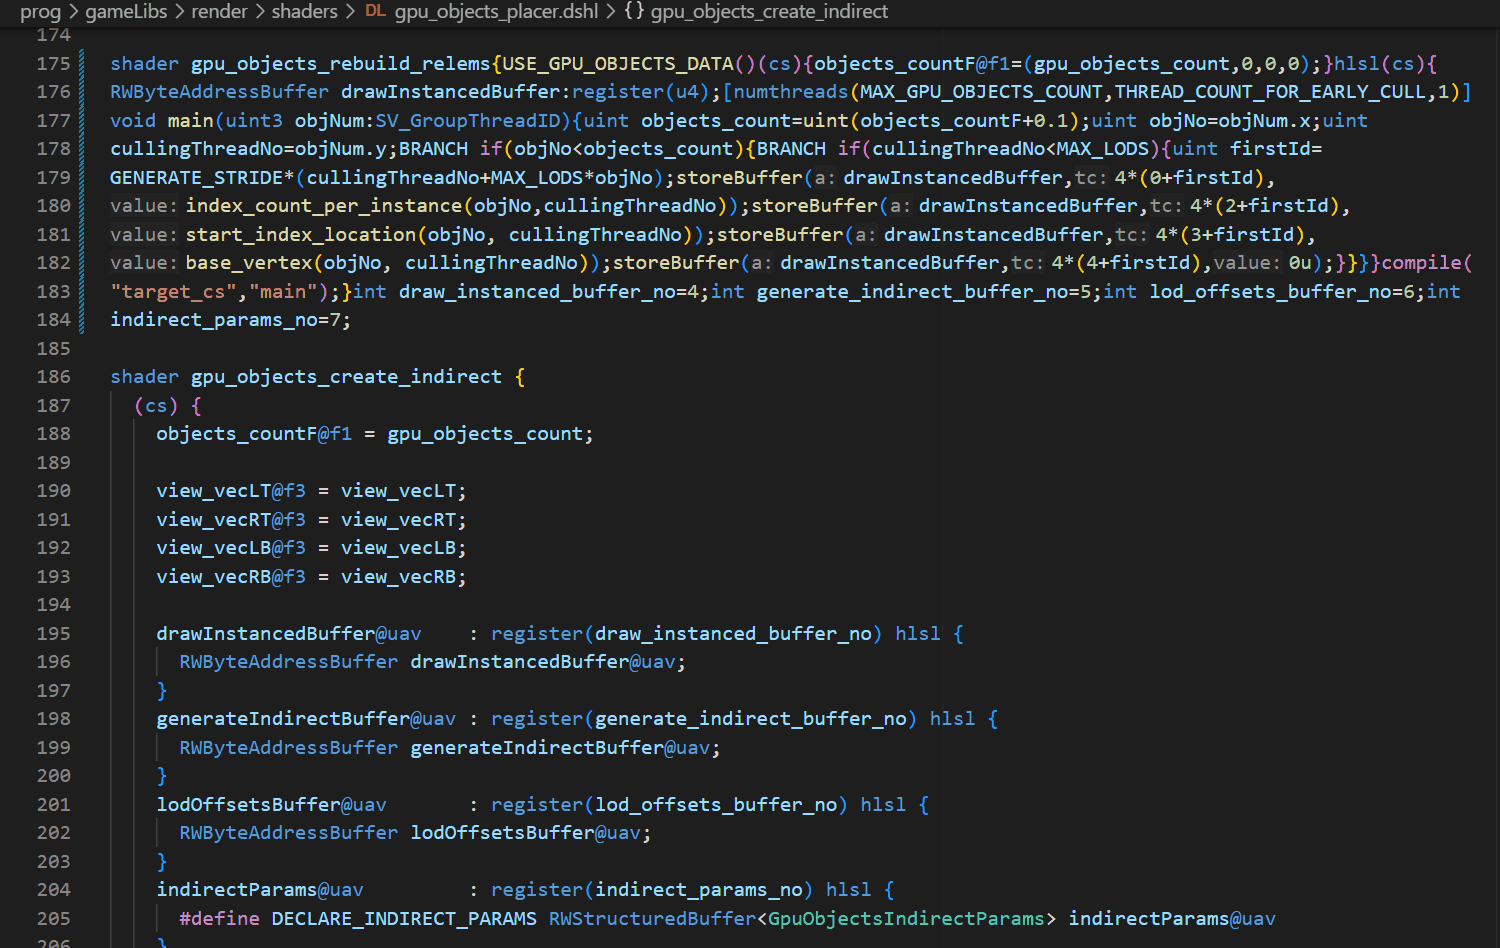 prog > gameLibs > render > shaders > DL gpu_objects_placer.dshl > {} gpu_objects_create_indirect
174
175 shader gpu_objects_rebuild_relems{USE_GPU_OBJECTS_DATA()(cs){objects_countF@f1=(gpu_objects_count,0,0,0);}hlsl(cs){
176 RWByteAddressBuffer drawInstancedBuffer:register(u4);[numthreads(MAX_GPU_OBJECTS_COUNT,THREAD_COUNT_FOR_EARLY_CULL,1)]
177 void main(uint3 objNum:SV_GroupThreadID){uint objects_count=uint(objects_countF+0.1);uint objNo=objNum.x;uint
178 cullingThreadNo=objNum.y;BRANCH if(objNo<objects_count){BRANCH if(cullingThreadNo<MAX_LODS){uint firstId=
179 GENERATE_STRIDE*(cullingThreadNo+MAX_LODS*objNo);storeBuffer(a: drawInstancedBuffer,tc: 4*(0+firstId),
180 value: index_count_per_instance(objNo,cullingThreadNo));storeBuffer(a: drawInstancedBuffer,tc: 4*(2+firstId),
181 value: start_index_location(objNo, cullingThreadNo));storeBuffer(a: drawInstancedBuffer,tc: 4*(3+firstId),
182 value: base_vertex(objNo, cullingThreadNo));storeBuffer(a: drawInstancedBuffer,tc: 4*(4+firstId),value: 0u);}}}}compile(
183 "target_cs","main");}int draw_instanced_buffer_no=4;int generate_indirect_buffer_no=5;int lod_offsets_buffer_no=6;int
184 indirect_params_no=7;
185
186 shader gpu_objects_create_indirect {
187 (cs) {
188 objects_countF@f1 = gpu_objects_count;
189
190 view_vecLT@f3 = view_vecLT;
191 view_vecRT@f3 = view_vecRT;
192 view_vecLB@f3 = view_vecLB;
193 view_vecRB@f3 = view_vecRB;
194
195 drawInstancedBuffer@uav : register(draw_instanced_buffer_no) hlsl {
196 RWByteAddressBuffer drawInstancedBuffer@uav;
197 }
198 generateIndirectBuffer@uav : register(generate_indirect_buffer_no) hlsl {
199 RWByteAddressBuffer generateIndirectBuffer@uav;
200 }
201 lodOffsetsBuffer@uav : register(lod_offsets_buffer_no) hlsl {
202 RWByteAddressBuffer lodOffsetsBuffer@uav;
203 }
204 indirectParams@uav : register(indirect_params_no) hlsl {
205 #define DECLARE_INDIRECT_PARAMS RWStructuredBuffer<GpuObjectsIndirectParams> indirectParams@uav
206 }